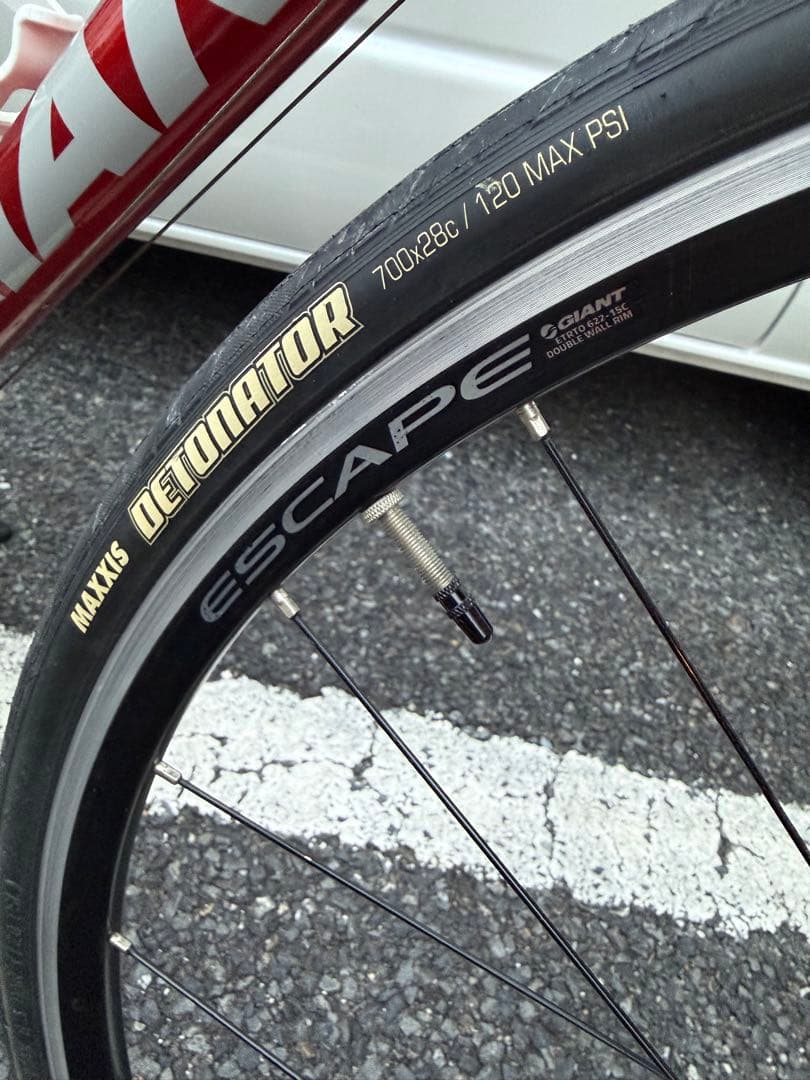 MAXXIS DETONATOR 700x28c / 120 MAX PSI
ESCAPE
GIANT
ETRTO 622-15C
DOUBLE WALL RIM